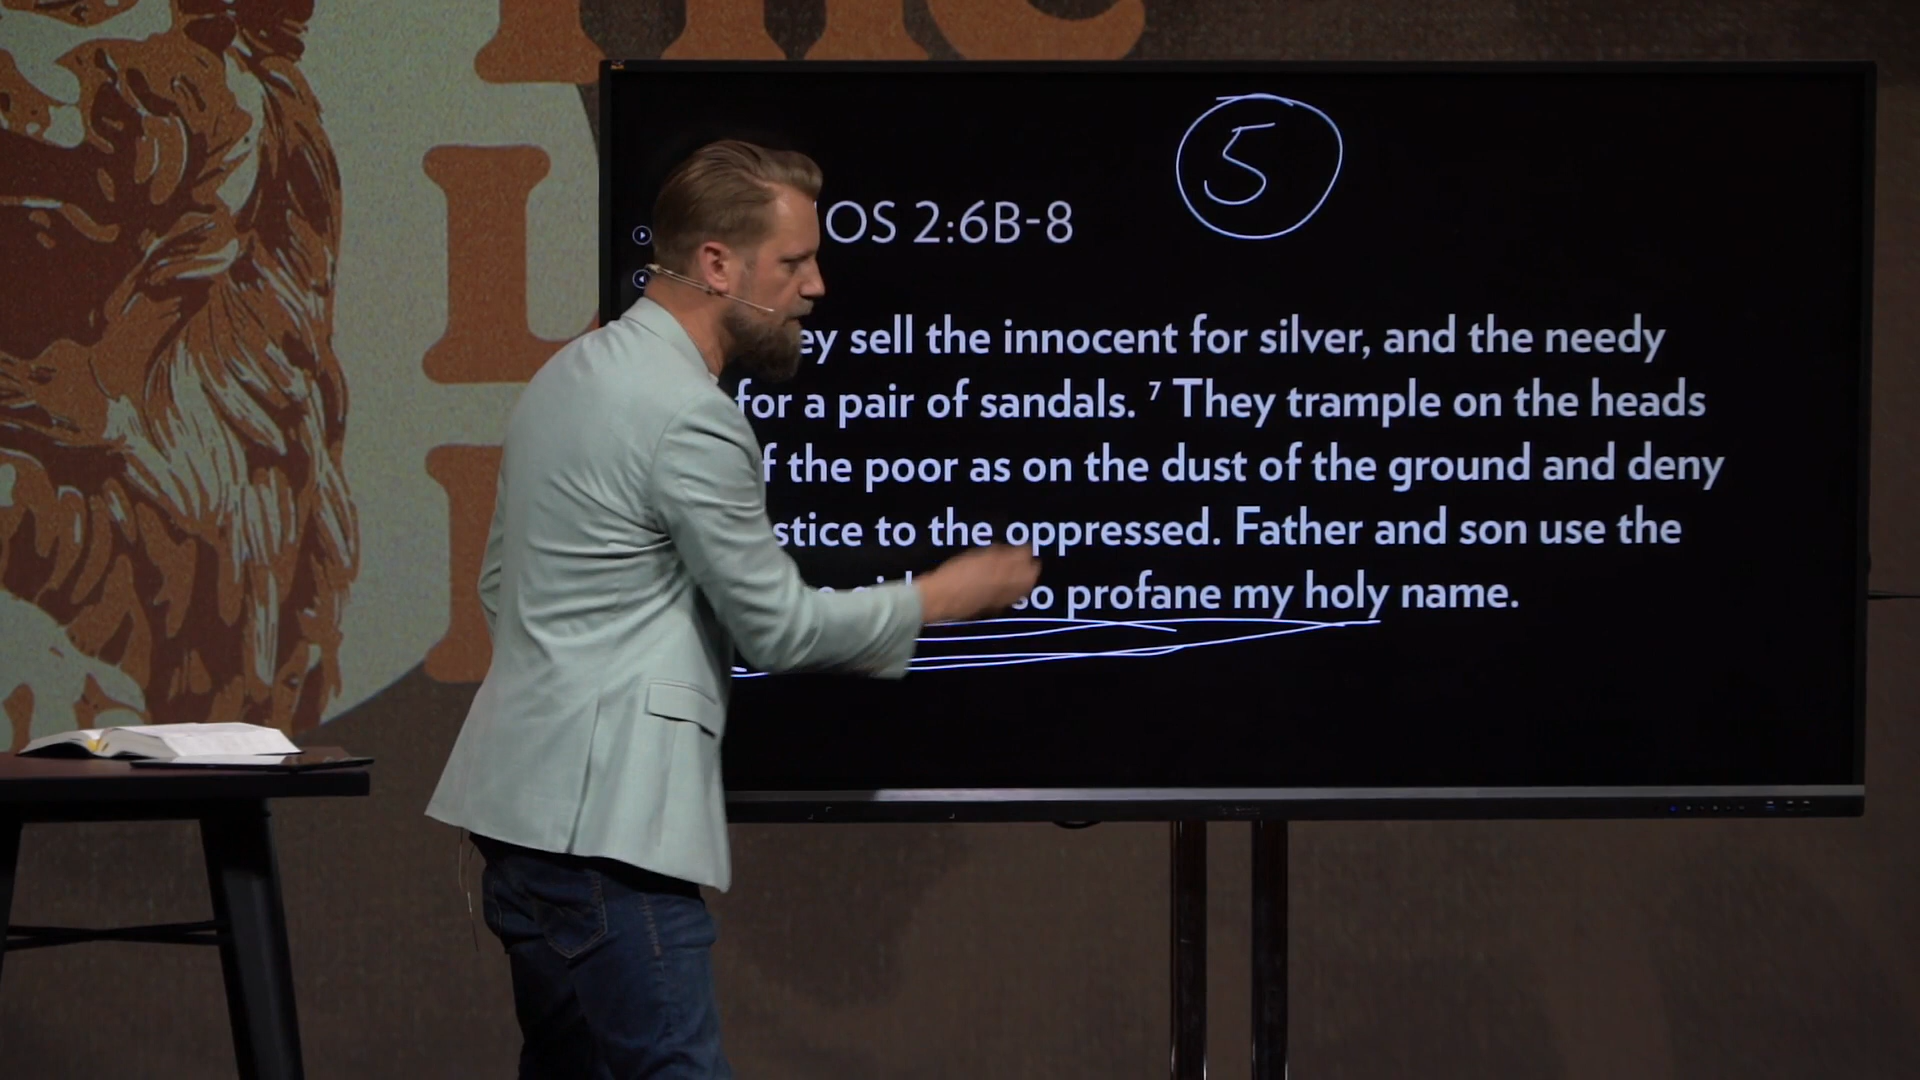 The
L
5
OS 2:6B-8
ey sell the innocent for silver, and the needy
for a pair of sandals. ⁷ They trample on the heads
f the poor as on the dust of the ground and deny
stice to the oppressed. Father and son use the
so profane my holy name.